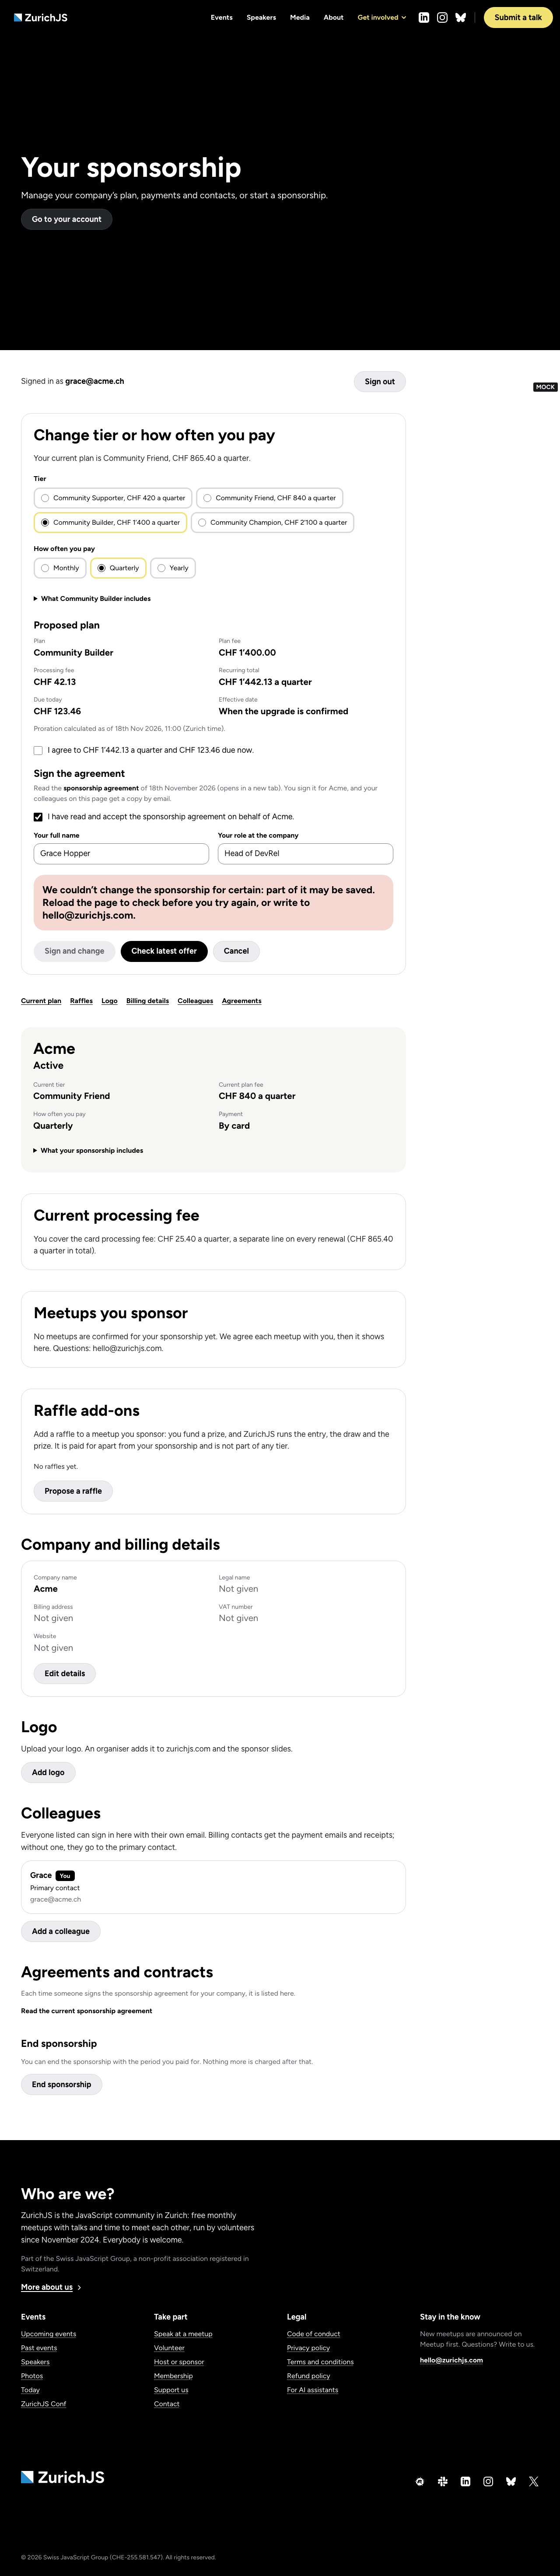 ZurichJS
Events
Speakers
Media
About
Get involved
Submit a talk
Your sponsorship
Manage your company's plan, payments and contacts, or start a sponsorship.
Go to your account
Signed in as grace@acme.ch
Sign out
MOCK
Change tier or how often you pay
Your current plan is Community Friend, CHF 865.40 a quarter.
Tier
Community Supporter, CHF 420 a quarter
Community Friend, CHF 840 a quarter
Community Builder, CHF 1'400 a quarter
Community Champion, CHF 2'100 a quarter
How often you pay
Monthly
Quarterly
Yearly
What Community Builder includes
Proposed plan
Plan
Community Builder
Plan fee
CHF 1'400.00
Processing fee
CHF 42.13
Recurring total
CHF 1'442.13 a quarter
Due today
CHF 123.46
Effective date
When the upgrade is confirmed
Proration calculated as of 18th Nov 2026, 11:00 (Zurich time).
I agree to CHF 1'442.13 a quarter and CHF 123.46 due now.
Sign the agreement
Read the sponsorship agreement of 18th November 2026 (opens in a new tab). You sign it for Acme, and your
colleagues on this page get a copy by email.
I have read and accept the sponsorship agreement on behalf of Acme.
Your full name
Grace Hopper
Your role at the company
Head of DevRel
We couldn't change the sponsorship for certain: part of it may be saved.
Reload the page to check before you try again, or write to
hello@zurichjs.com.
Sign and change
Check latest offer
Cancel
Current plan
Raffles
Logo
Billing details
Colleagues
Agreements
Acme
Active
Current tier
Community Friend
Current plan fee
CHF 840 a quarter
How often you pay
Quarterly
Payment
By card
What your sponsorship includes
Current processing fee
You cover the card processing fee: CHF 25.40 a quarter, a separate line on every renewal (CHF 865.40
a quarter in total).
Meetups you sponsor
No meetups are confirmed for your sponsorship yet. We agree each meetup with you, then it shows
here. Questions: hello@zurichjs.com.
Raffle add-ons
Add a raffle to a meetup you sponsor: you fund a prize, and ZurichJS runs the entry, the draw and the
prize. It is paid for apart from your sponsorship and is not part of any tier.
No raffles yet.
Propose a raffle
Company and billing details
Company name
Acme
Legal name
Not given
Billing address
Not given
VAT number
Not given
Website
Not given
Edit details
Logo
Upload your logo. An organiser adds it to zurichjs.com and the sponsor slides.
Add logo
Colleagues
Everyone listed can sign in here with their own email. Billing contacts get the payment emails and receipts;
without one, they go to the primary contact.
Grace You
Primary contact
grace@acme.ch
Add a colleague
Agreements and contracts
Each time someone signs the sponsorship agreement for your company, it is listed here.
Read the current sponsorship agreement
End sponsorship
You can end the sponsorship with the period you paid for. Nothing more is charged after that.
End sponsorship
Who are we?
ZurichJS is the JavaScript community in Zurich: free monthly
meetups with talks and time to meet each other, run by volunteers
since November 2024. Everybody is welcome.
Part of the Swiss JavaScript Group, a non-profit association registered in
Switzerland.
More about us
Events
Upcoming events
Past events
Speakers
Photos
Today
ZurichJS Conf
Take part
Speak at a meetup
Volunteer
Host or sponsor
Membership
Support us
Contact
Legal
Code of conduct
Privacy policy
Terms and conditions
Refund policy
For AI assistants
Stay in the know
New meetups are announced on
Meetup first. Questions? Write to us.
hello@zurichjs.com
ZurichJS
© 2026 Swiss JavaScript Group (CHE-255.581.547). All rights reserved.